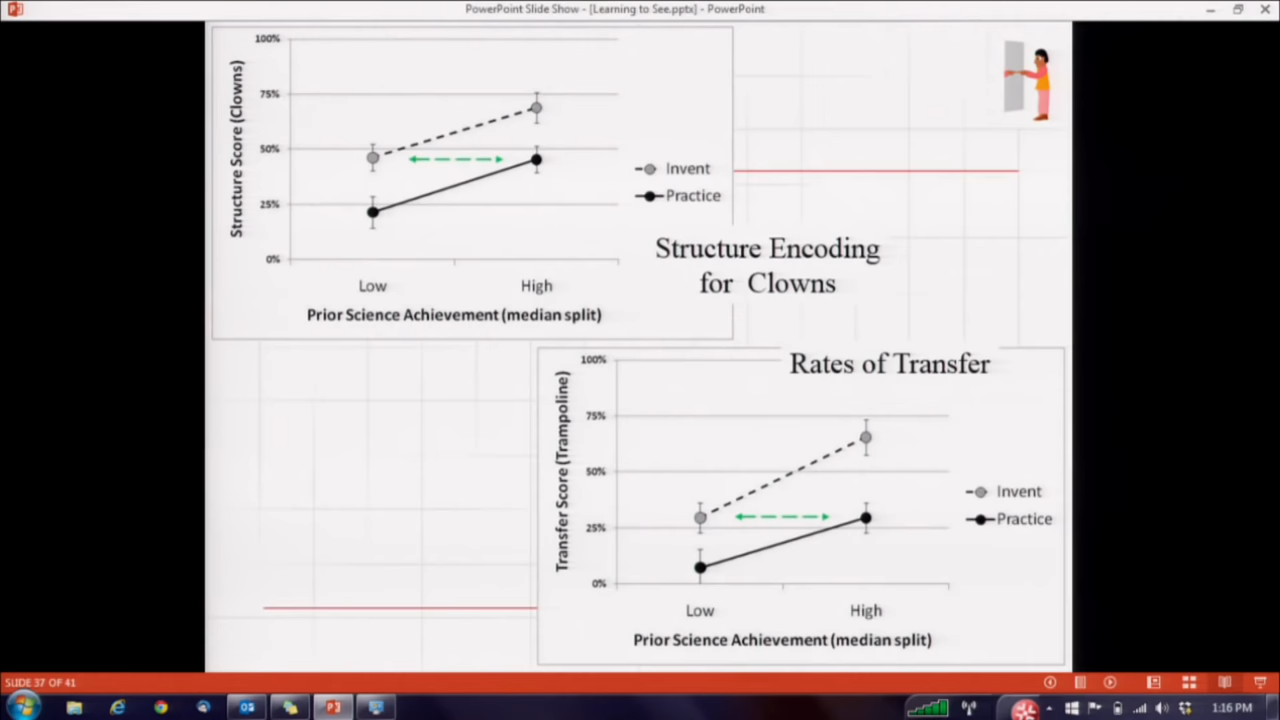 PowerPoint Slide Show - [Learning to See.pptx] - PowerPoint
100%
75%
50%
25%
0%
Structure Score (Clowns)
Low High
Prior Science Achievement (median split)
Invent
Practice
Structure Encoding
for Clowns
Rates of Transfer
100%
75%
50%
25%
0%
Transfer Score (Trampoline)
Low High
Prior Science Achievement (median split)
Invent
Practice
SLIDE 37 OF 41
1:16 PM